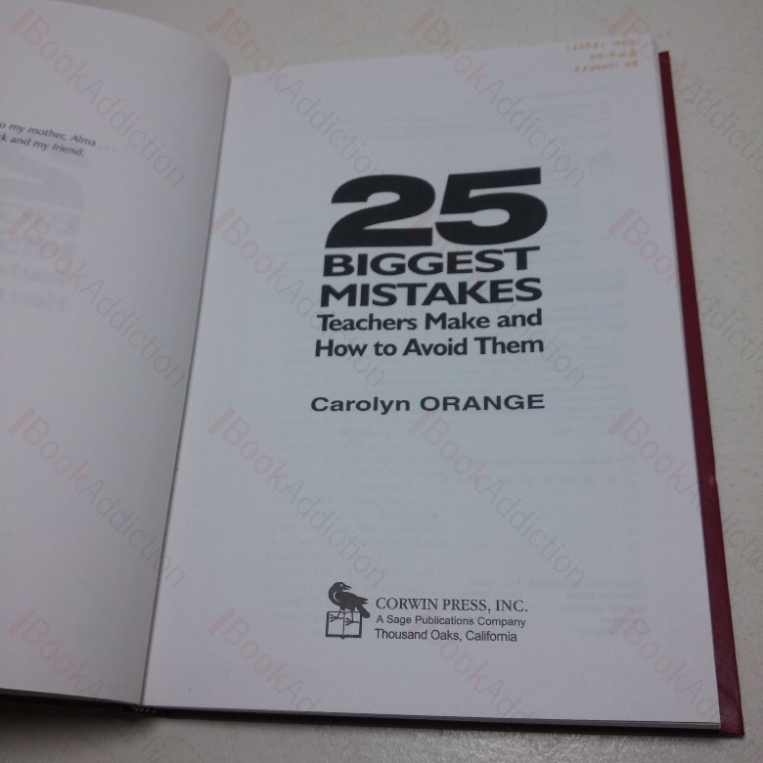 o my mother, Alma . . .
k and my friend.
25
BIGGEST
MISTAKES
Teachers Make and
How to Avoid Them
Carolyn ORANGE
CORWIN PRESS, INC.
A Sage Publications Company
Thousand Oaks, California
BookAddiction